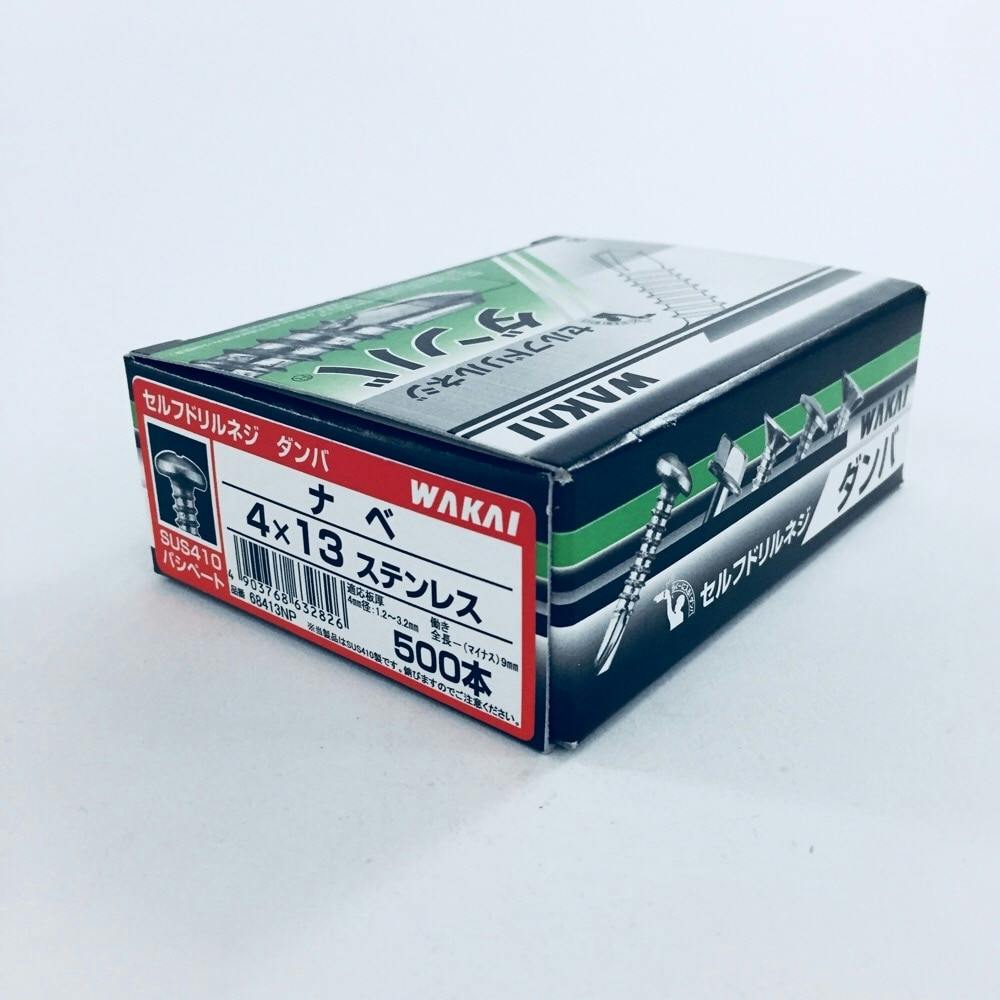 セルフドリルネジ
ダンバ®
WAKAI
セルフドリルネジ ダンバ
WAKAI
ナベ
4×13 ステンレス
SUS410
パシペート
4 903768 632826
品番 68413NP
適応板厚
4mm径:1.2～3.2mm
働き
全長ー(マイナス)9mm
500本
※当製品はSUS410製です。錆びますのでご注意ください。
WAKAI
ダンバ
セルフドリルネジ